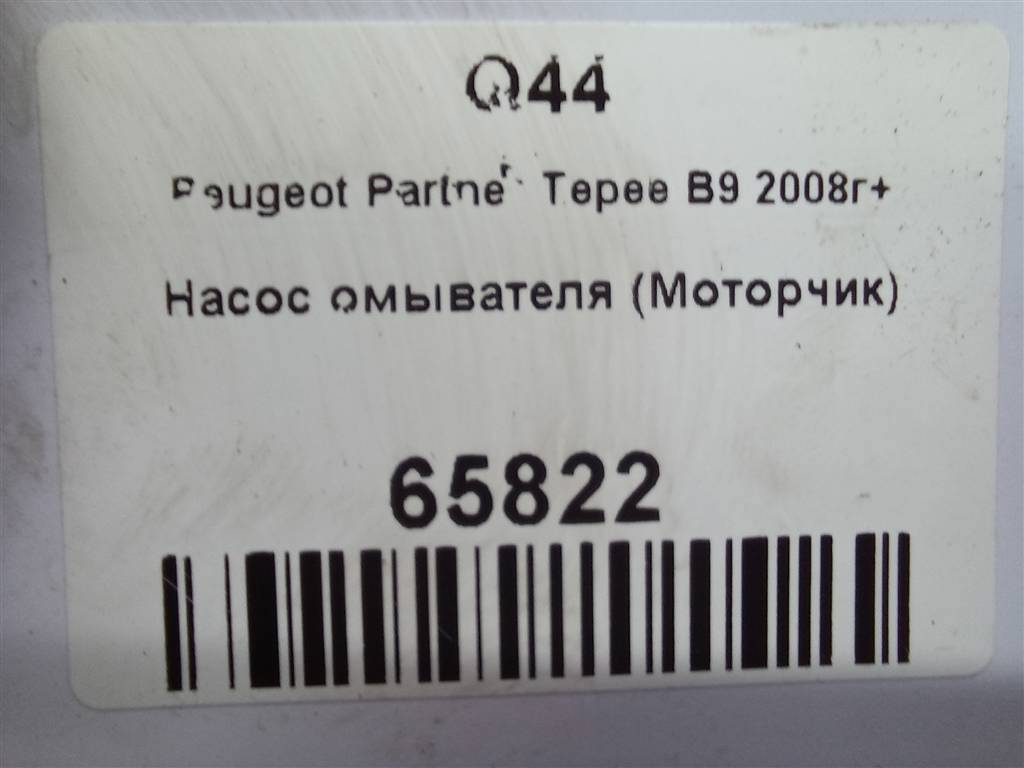 Q44
Peugeot Partner Tepee B9 2008г+
Насос омывателя (Моторчик)
65822